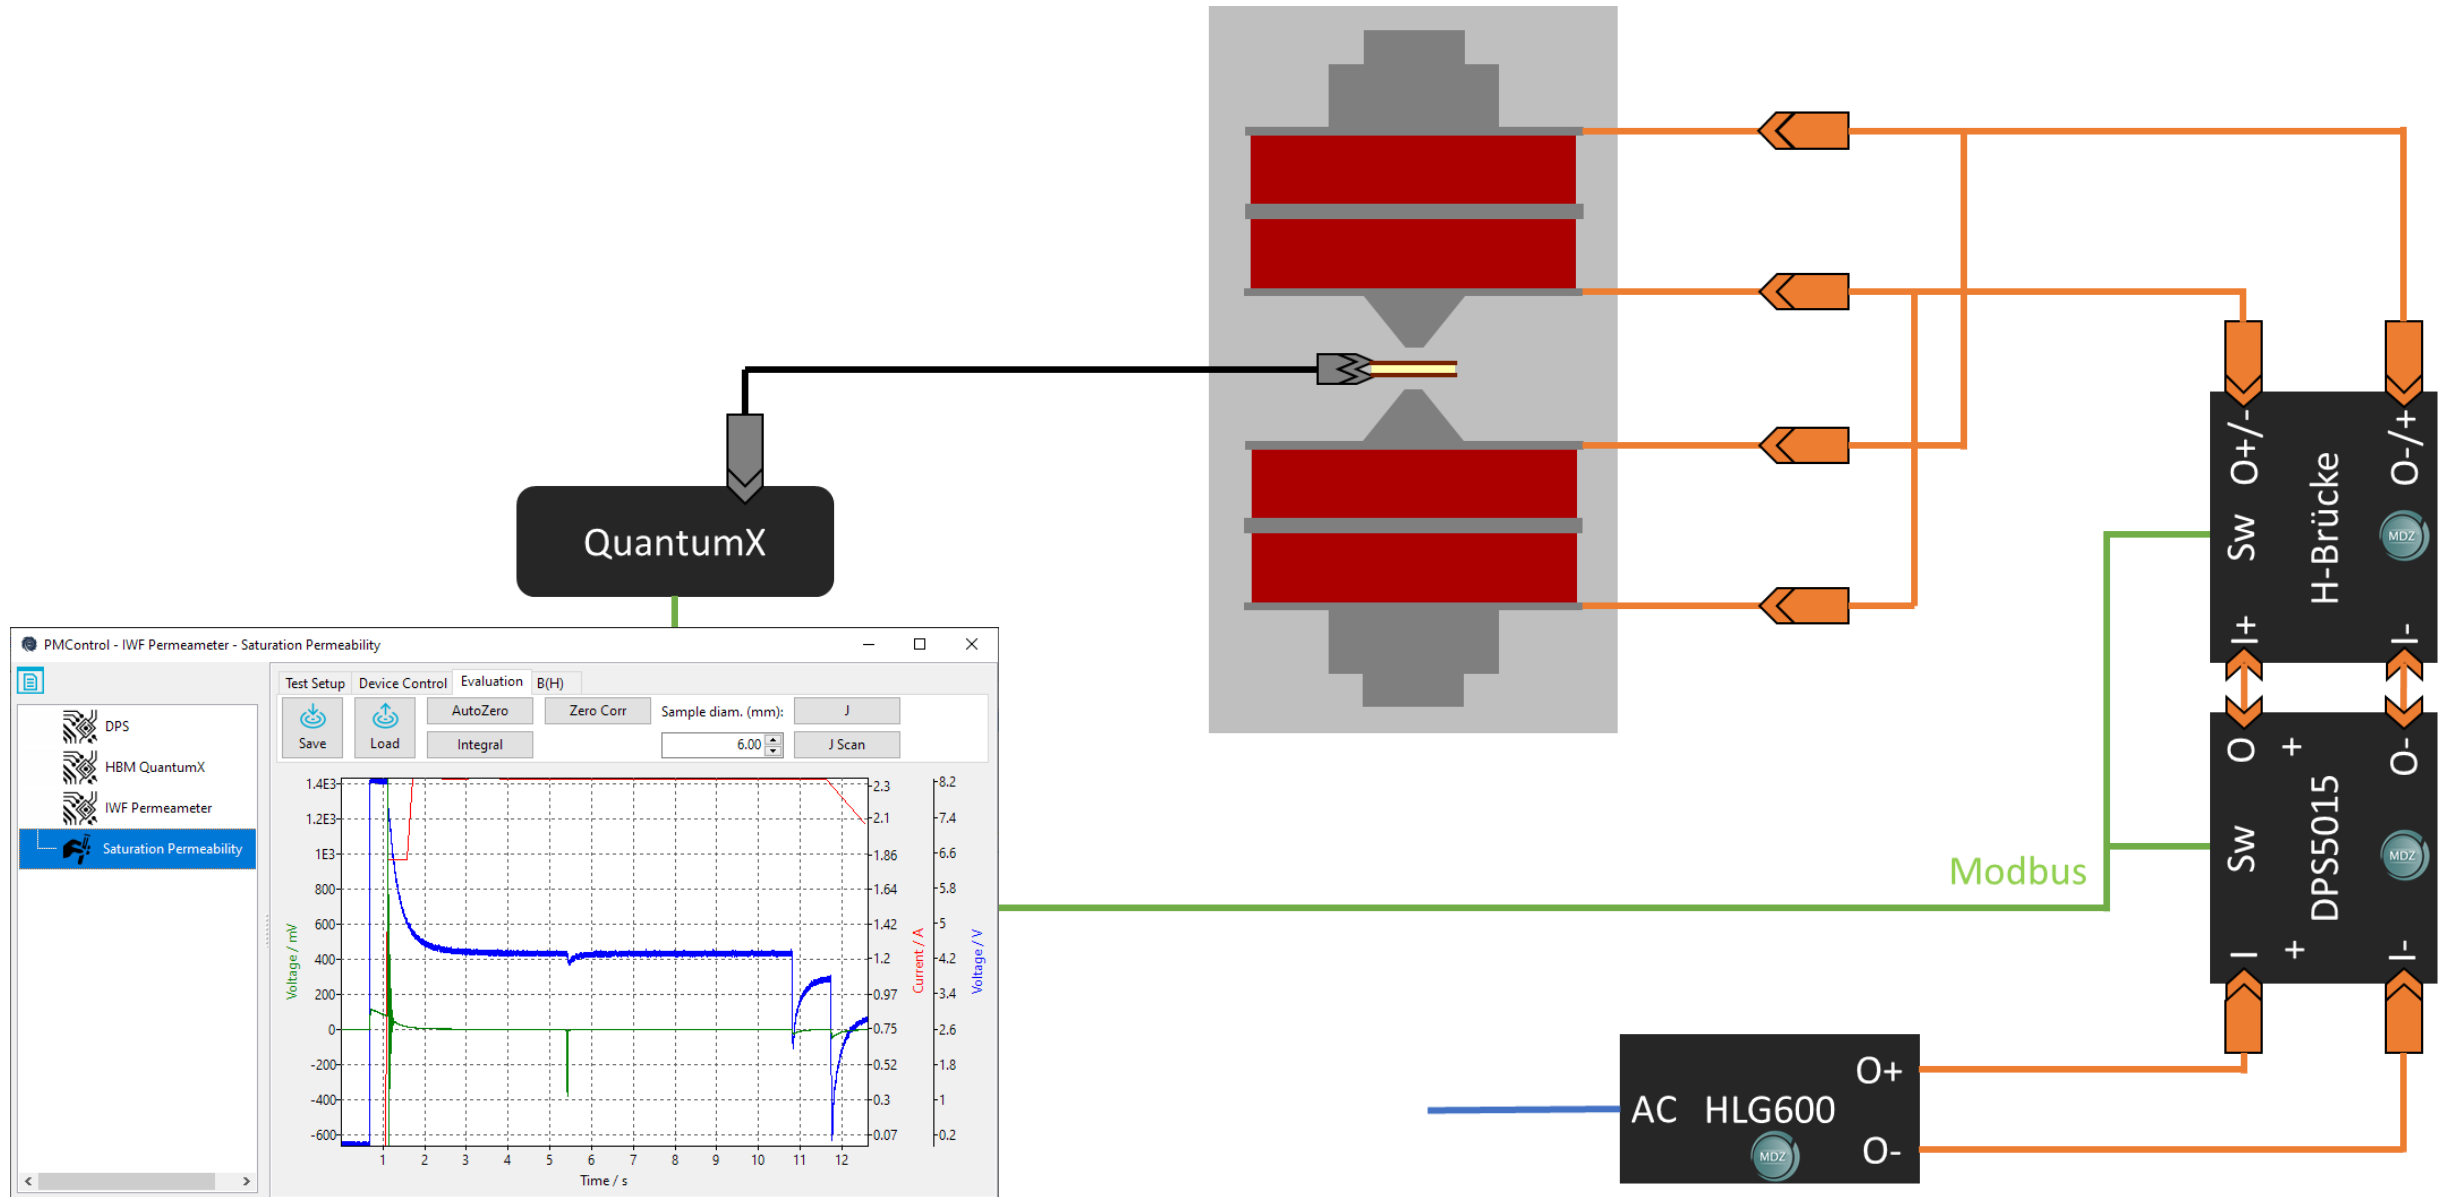 O+/-
O-/+
Sw
H-Brücke
MDZ
I+
I-
QuantumX
PMControl - IWF Permeameter - Saturation Permeability
Test Setup
Device Control
Evaluation
B(H)
Save
Load
AutoZero
Zero Corr
Sample diam. (mm):
J
Integral
6.00
J Scan
DPS
HBM QuantumX
IWF Permeameter
Saturation Permeability
1.4E3
1.2E3
1E3
800
600
400
200
0
-200
-400
-600
Voltage / mV
2.3
2.1
1.86
1.64
1.42
1.2
0.97
0.75
0.52
0.3
0.07
Current / A
8.2
7.4
6.6
5.8
5
4.2
3.4
2.6
1.8
1
0.2
Voltage / V
1 2 3 4 5 6 7 8 9 10 11 12
Time / s
Modbus
O
+
O-
Sw
DPS5015
MDZ
I
+
I-
AC HLG600
O+
O-
MDZ